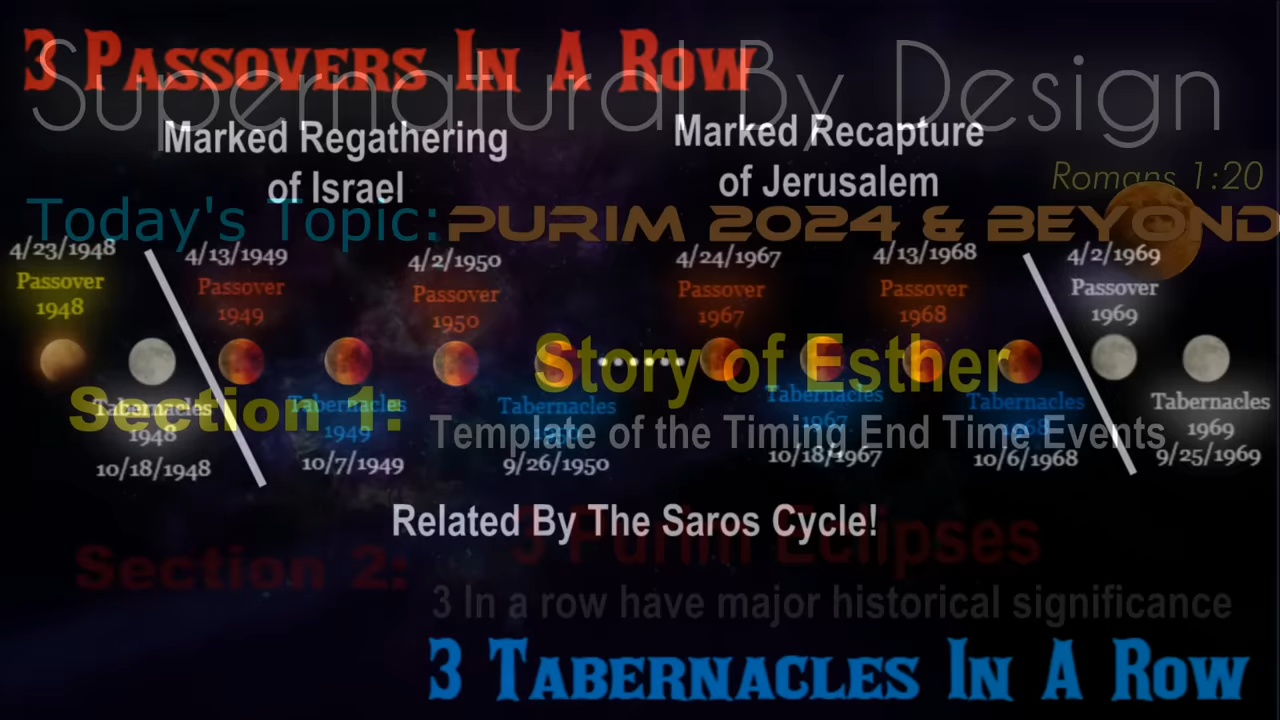 3 Passovers In A Row
Supernatural By Design
Marked Regathering
of Israel
Marked Recapture
of Jerusalem
Romans 1:20
Today's Topic: PURIM 2024 & BEYOND
4/23/1948
Passover
1948
4/13/1949
Passover
1949
4/2/1950
Passover
1950
4/24/1967
Passover
1967
4/13/1968
Passover
1968
4/2/1969
Passover
1969
Section 1:
Story of Esther
Template of the Timing End Time Events
Tabernacles
1948
10/18/1948
Tabernacles
1949
10/7/1949
Tabernacles
1950
9/26/1950
Tabernacles
1967
10/18/1967
Tabernacles
1968
10/6/1968
Tabernacles
1969
9/25/1969
Related By The Saros Cycle!
Section 2:
3 Purim Eclipses
3 In a row have major historical significance
3 Tabernacles In A Row